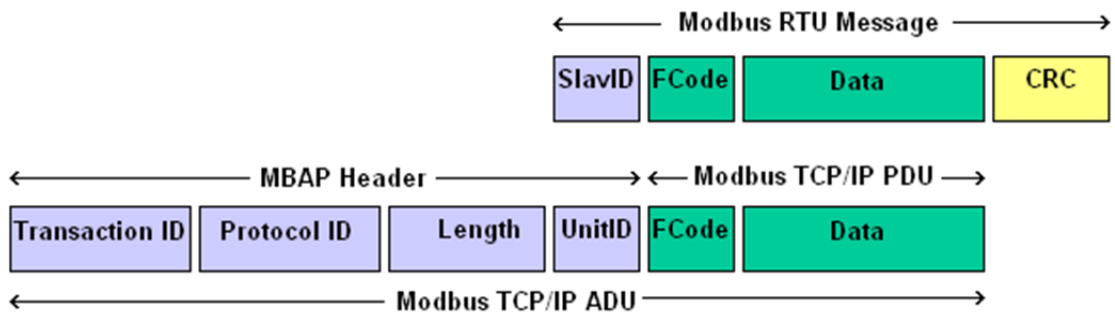 Modbus RTU Message
SlavID FCode Data CRC
MBAP Header Modbus TCP/IP PDU
Transaction ID Protocol ID Length UnitID FCode Data
Modbus TCP/IP ADU